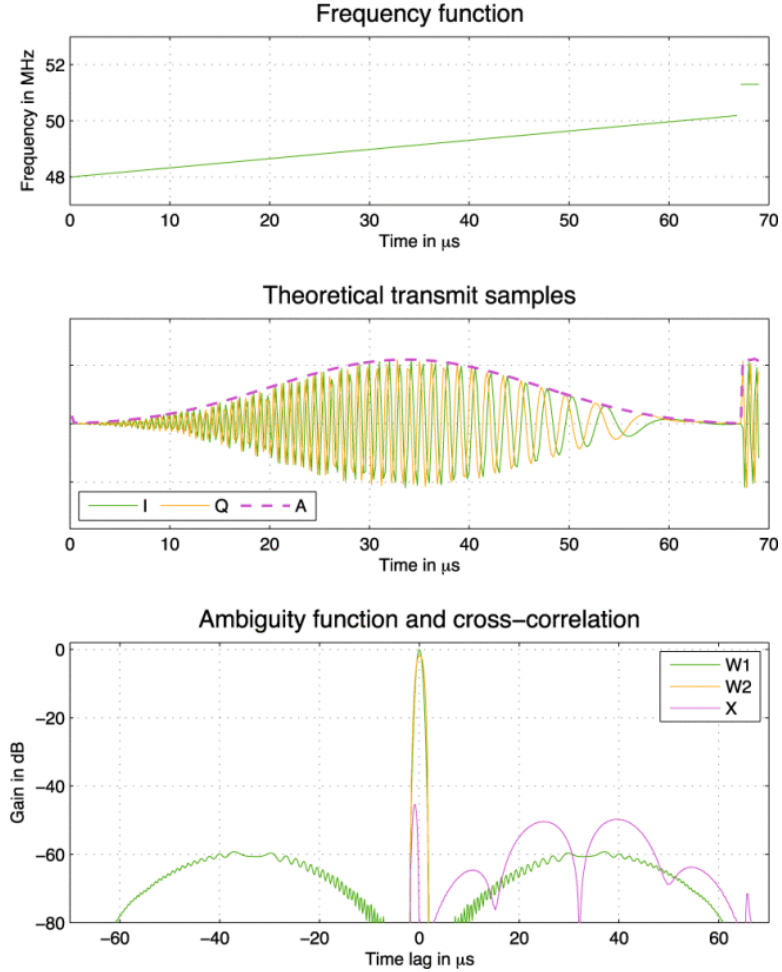 Frequency function
Frequency in MHz
52
50
48
0 10 20 30 40 50 60 70
Time in μs
Theoretical transmit samples
I Q A
0 10 20 30 40 50 60 70
Time in μs
Ambiguity function and cross−correlation
Gain in dB
0
−20
−40
−60
−80
W1
W2
X
−60 −40 −20 0 20 40 60
Time lag in μs